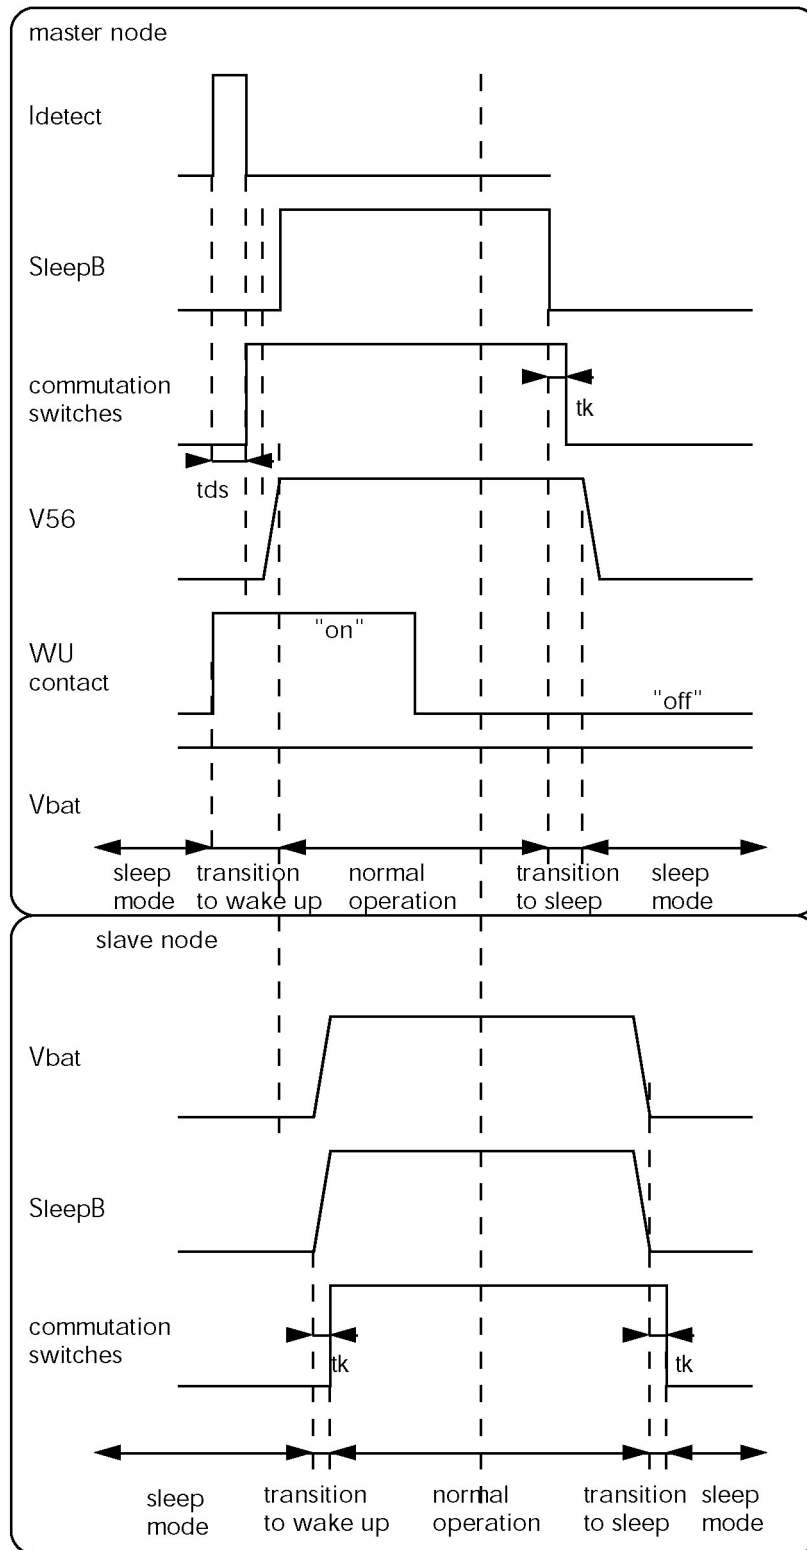 master node
Idetect
SleepB
commutation
switches
tk
tds
V56
"on"
WU
contact
"off"
Vbat
sleep
mode
transition
to wake up
normal
operation
transition
to sleep
sleep
mode
slave node
Vbat
SleepB
commutation
switches
tk
tk
sleep
mode
transition
to wake up
normal
operation
transition
to sleep
sleep
mode